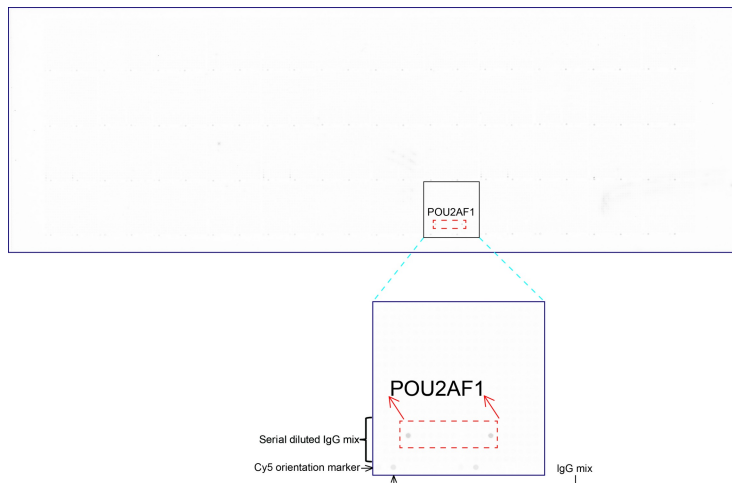 POU2AF1
POU2AF1
Serial diluted IgG mix
Cy5 orientation marker
IgG mix